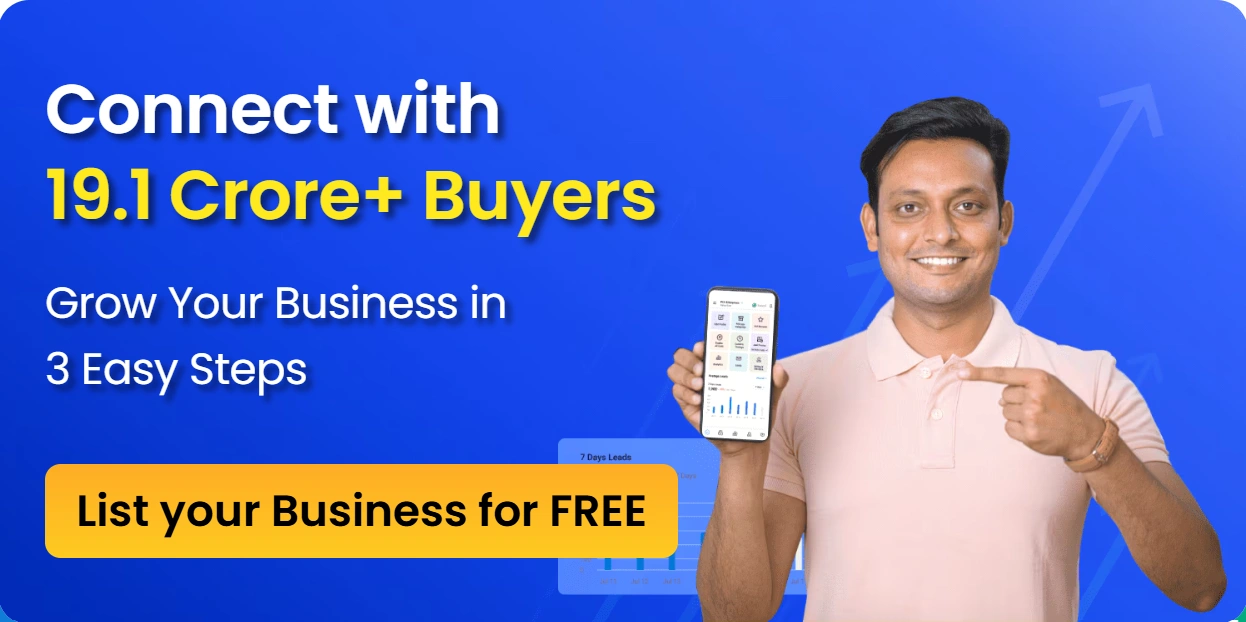 Connect with
19.1 Crore+ Buyers
Grow Your Business in
3 Easy Steps
List your Business for FREE
7 Days Leads